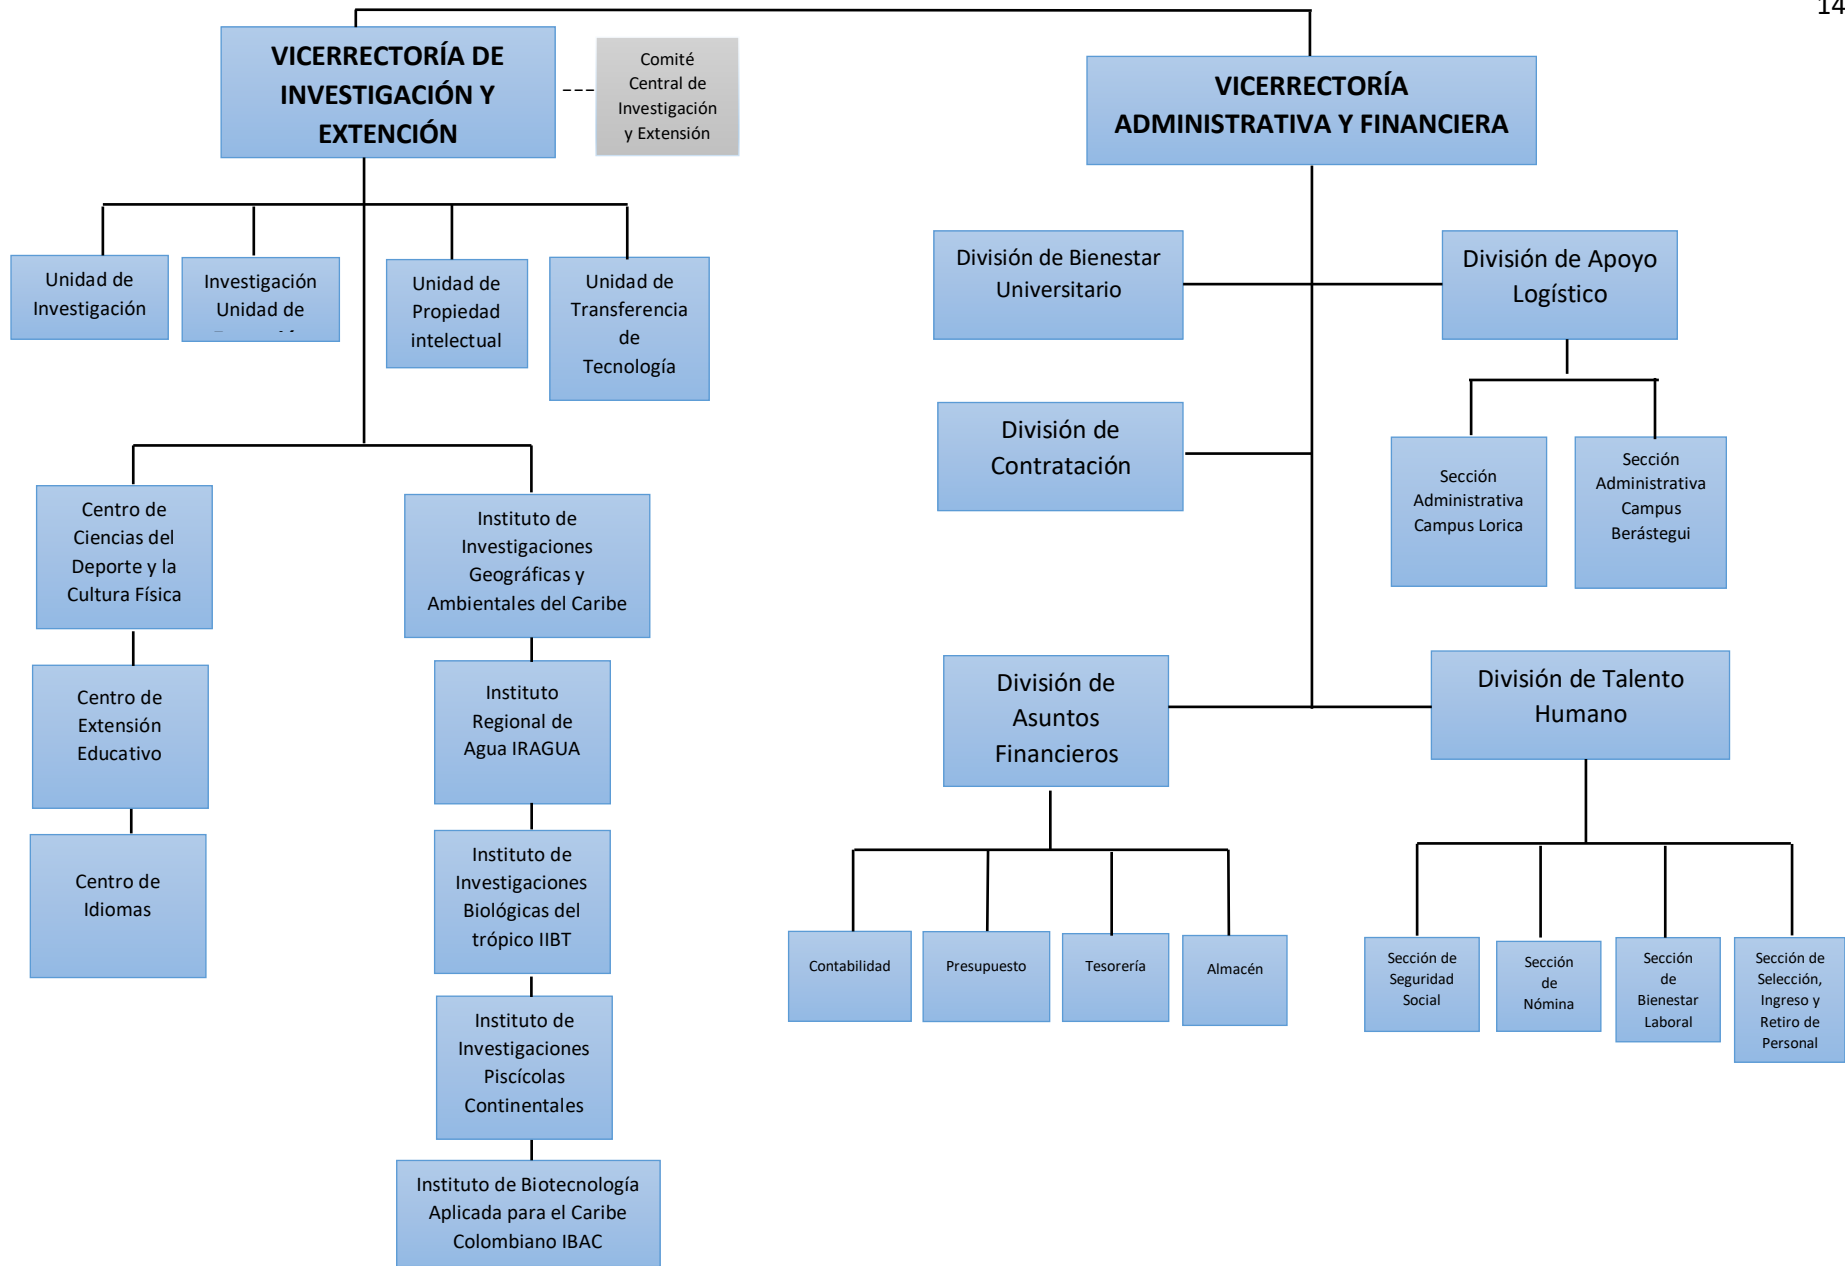 14
VICERRECTORÍA DE
INVESTIGACIÓN Y
EXTENCIÓN
Comité
Central de
Investigación
y Extensión
VICERRECTORÍA
ADMINISTRATIVA Y FINANCIERA
Unidad de
Investigación
Investigación
Unidad de
Unidad de
Propiedad
intelectual
Unidad de
Transferencia
de
Tecnología
División de Bienestar
Universitario
División de Apoyo
Logístico
División de
Contratación
Sección
Administrativa
Campus Lorica
Sección
Administrativa
Campus
Berástegui
Centro de
Ciencias del
Deporte y la
Cultura Física
Instituto de
Investigaciones
Geográficas y
Ambientales del Caribe
Centro de
Extensión
Educativo
Instituto
Regional de
Agua IRAGUA
División de
Asuntos
Financieros
División de Talento
Humano
Centro de
Idiomas
Instituto de
Investigaciones
Biológicas del
trópico IIBT
Contabilidad
Presupuesto
Tesorería
Almacén
Sección de
Seguridad
Social
Sección
de
Nómina
Sección
de
Bienestar
Laboral
Sección de
Selección,
Ingreso y
Retiro de
Personal
Instituto de
Investigaciones
Piscícolas
Continentales
Instituto de Biotecnología
Aplicada para el Caribe
Colombiano IBAC